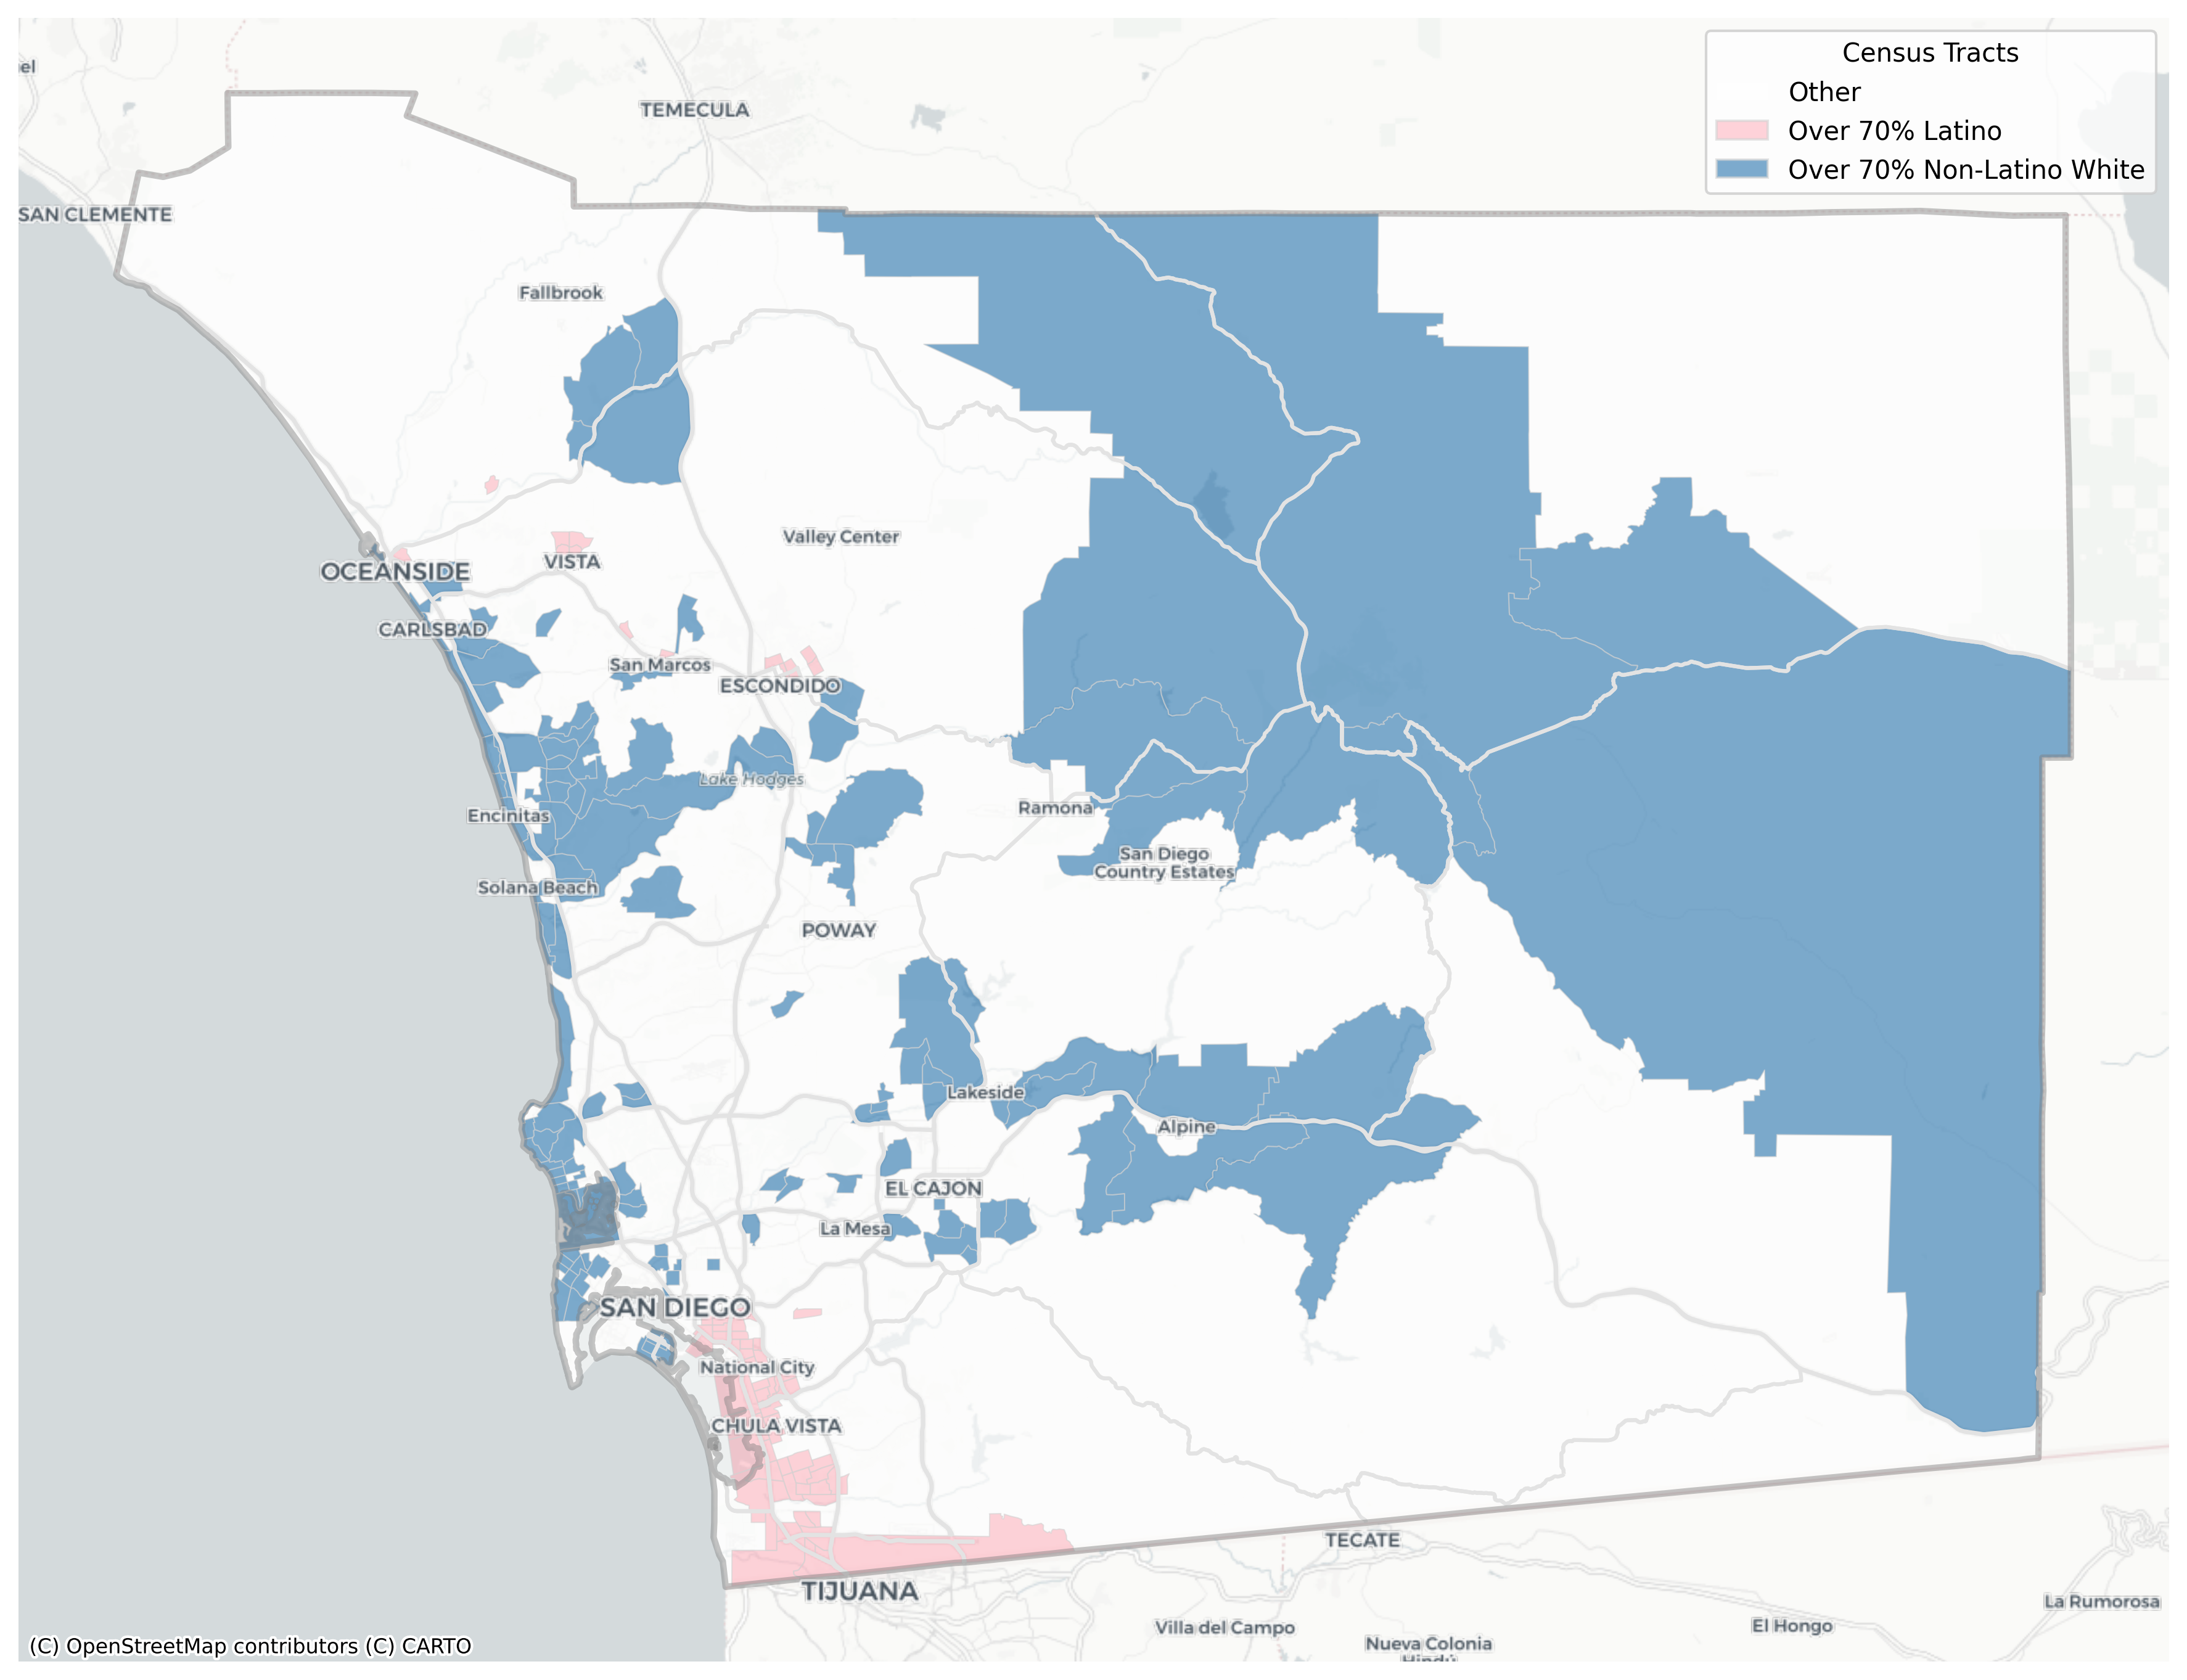 Census Tracts
Other
Over 70% Latino
Over 70% Non-Latino White
el
TEMECULA
SAN CLEMENTE
Fallbrook
Valley Center
VISTA
OCEANSIDE
CARLSBAD
San Marcos
ESCONDIDO
Lake Hodges
Encinitas
Ramona
San Diego
Country Estates
Solana Beach
POWAY
Lakeside
Alpine
EL CAJON
La Mesa
SAN DIEGO
National City
CHULA VISTA
TECATE
TIJUANA
La Rumorosa
Villa del Campo
El Hongo
Nueva Colonia
Hindú
(C) OpenStreetMap contributors (C) CARTO